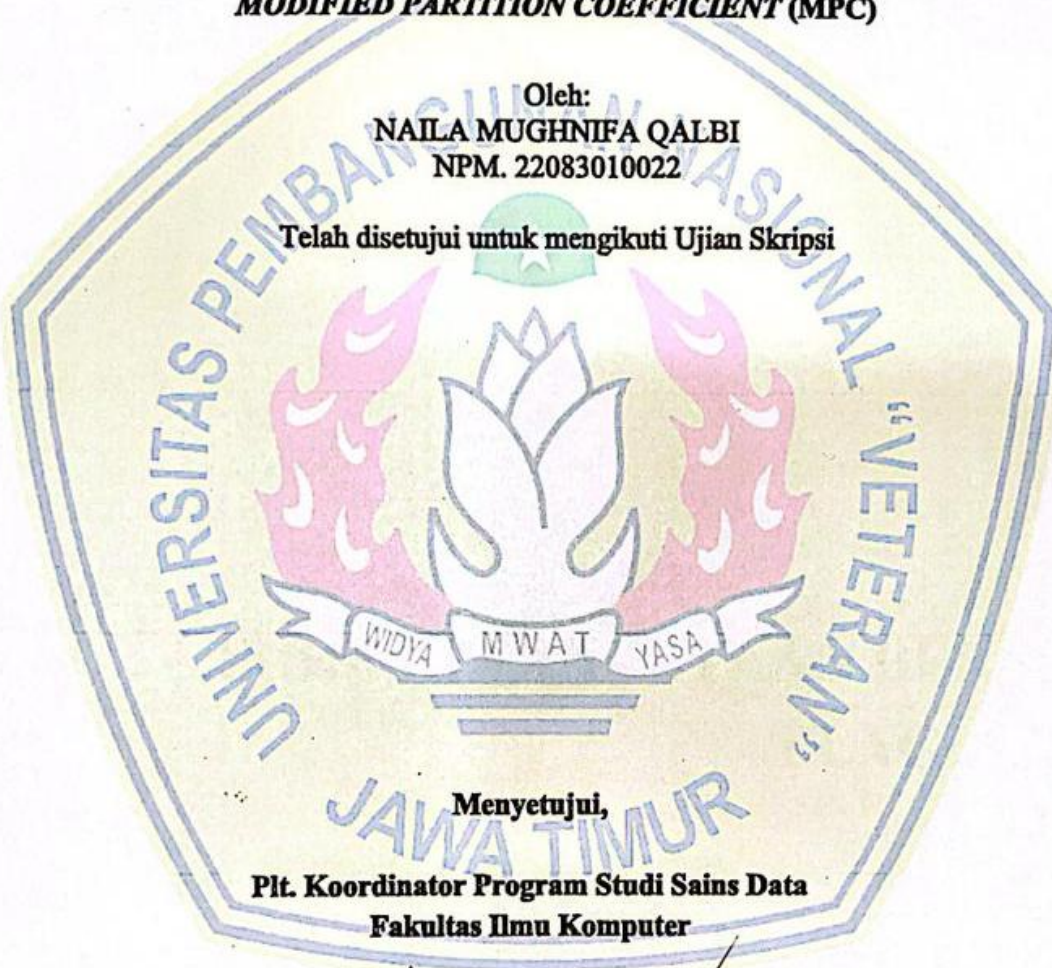 MODIFIED PARTITION COEFFICIENT (MPC)
Oleh:
NAILA MUGHNIFA QALBI
NPM. 22083010022
Telah disetujui untuk mengikuti Ujian Skripsi
UNIVERSITAS PEMBANGUNAN NASIONAL “VETERAN”
WIDYA MWAT YASA
JAWA TIMUR
Menyetujui,
Plt. Koordinator Program Studi Sains Data
Fakultas Ilmu Komputer